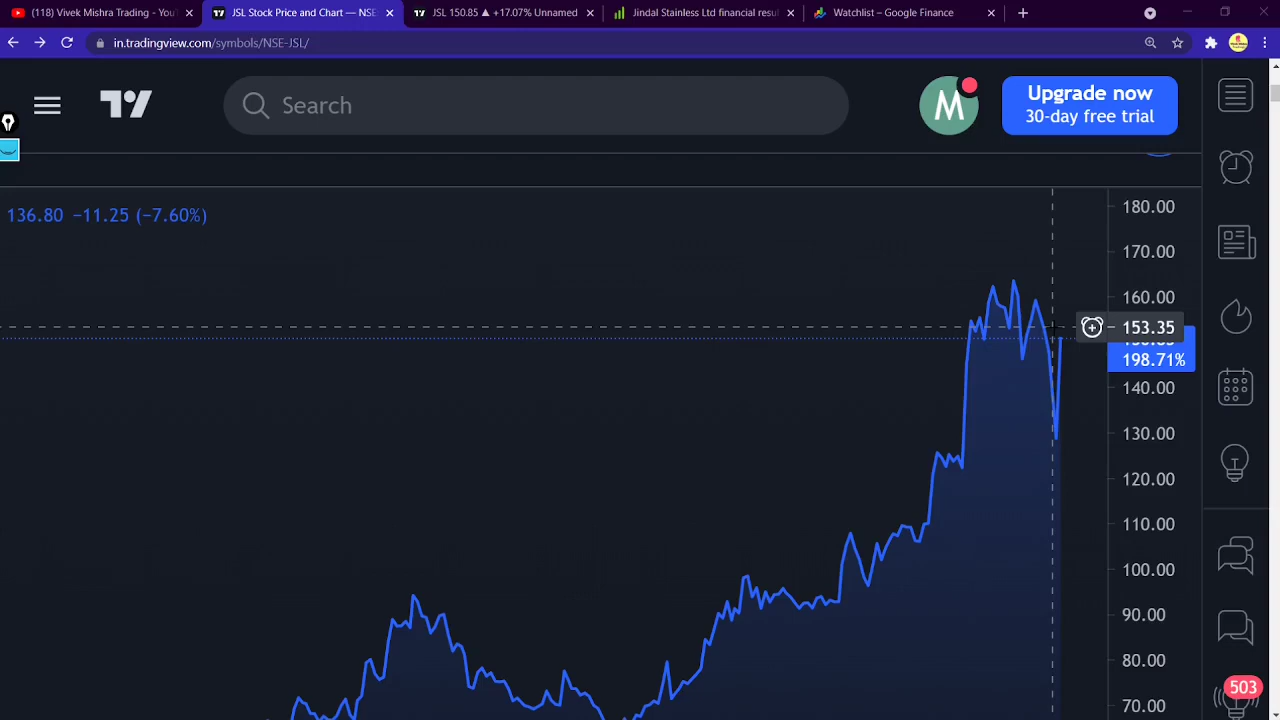 (118) Vivek Mishra Trading - You
JSL Stock Price and Chart — NSE
JSL 150.85 ▲ +17.07% Unnamed
Jindal Stainless Ltd financial resul
Watchlist – Google Finance
in.tradingview.com/symbols/NSE-JSL/
Search
M
Upgrade now
30-day free trial
136.80 −11.25 (−7.60%)
180.00
170.00
160.00
153.35
198.71%
140.00
130.00
120.00
110.00
100.00
90.00
80.00
70.00
503